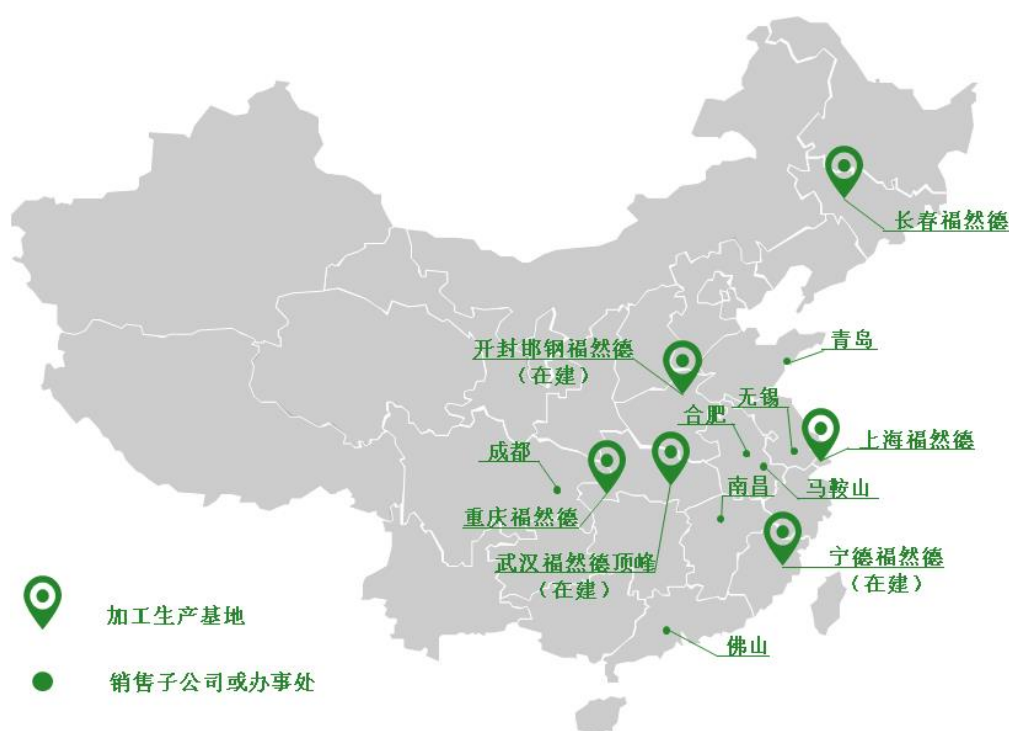 长春福然德
青岛
开封邯钢福然德
（在建）
无锡
合肥
上海福然德
成都
南昌
马鞍山
重庆福然德
武汉福然德顶峰
（在建）
宁德福然德
（在建）
加工生产基地
佛山
销售子公司或办事处